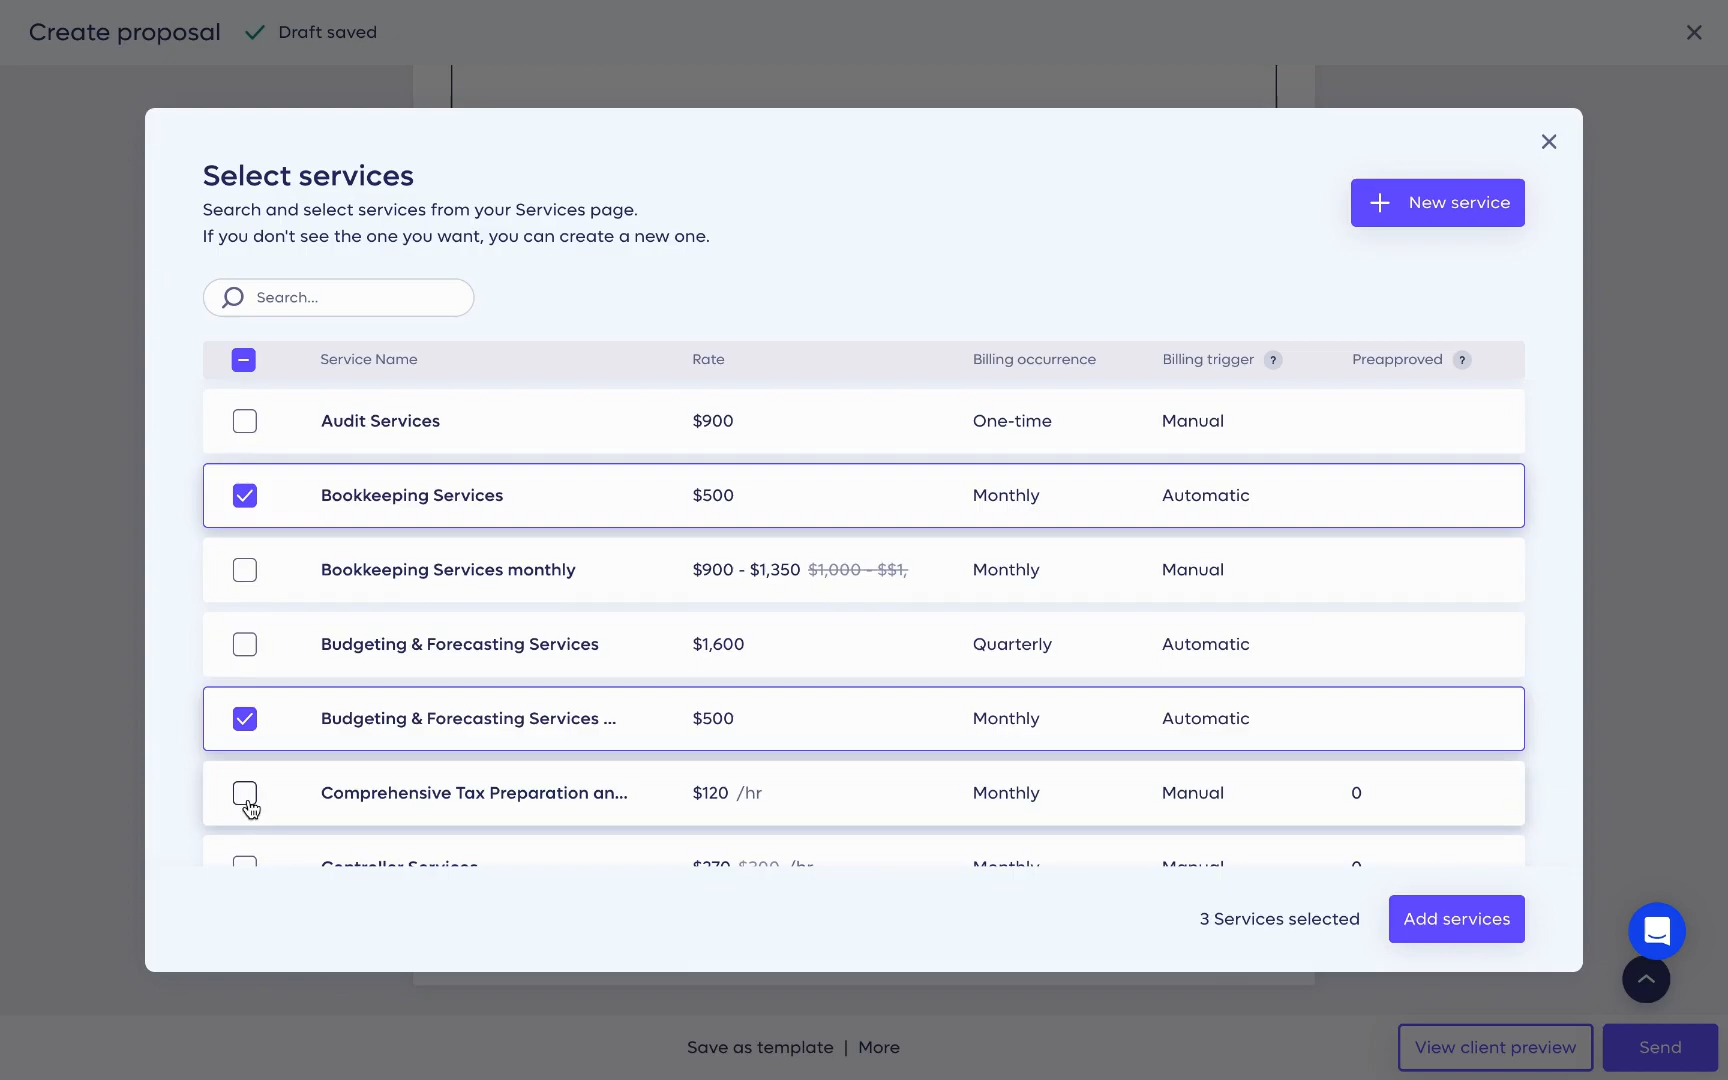 Create proposal Draft saved
Select services
Search and select services from your Services page.
If you don't see the one you want, you can create a new one.
New service
Search...
Service Name Rate Billing occurrence Billing trigger ? Preapproved ?
Audit Services $900 One-time Manual
Bookkeeping Services $500 Monthly Automatic
Bookkeeping Services monthly $900 - $1,350 $1,000 - $$1, Monthly Manual
Budgeting & Forecasting Services $1,600 Quarterly Automatic
Budgeting & Forecasting Services ... $500 Monthly Automatic
Comprehensive Tax Preparation an... $120 /hr Monthly Manual 0
Controller Services $270 $300 /hr Monthly Manual 0
3 Services selected Add services
Save as template | More View client preview Send